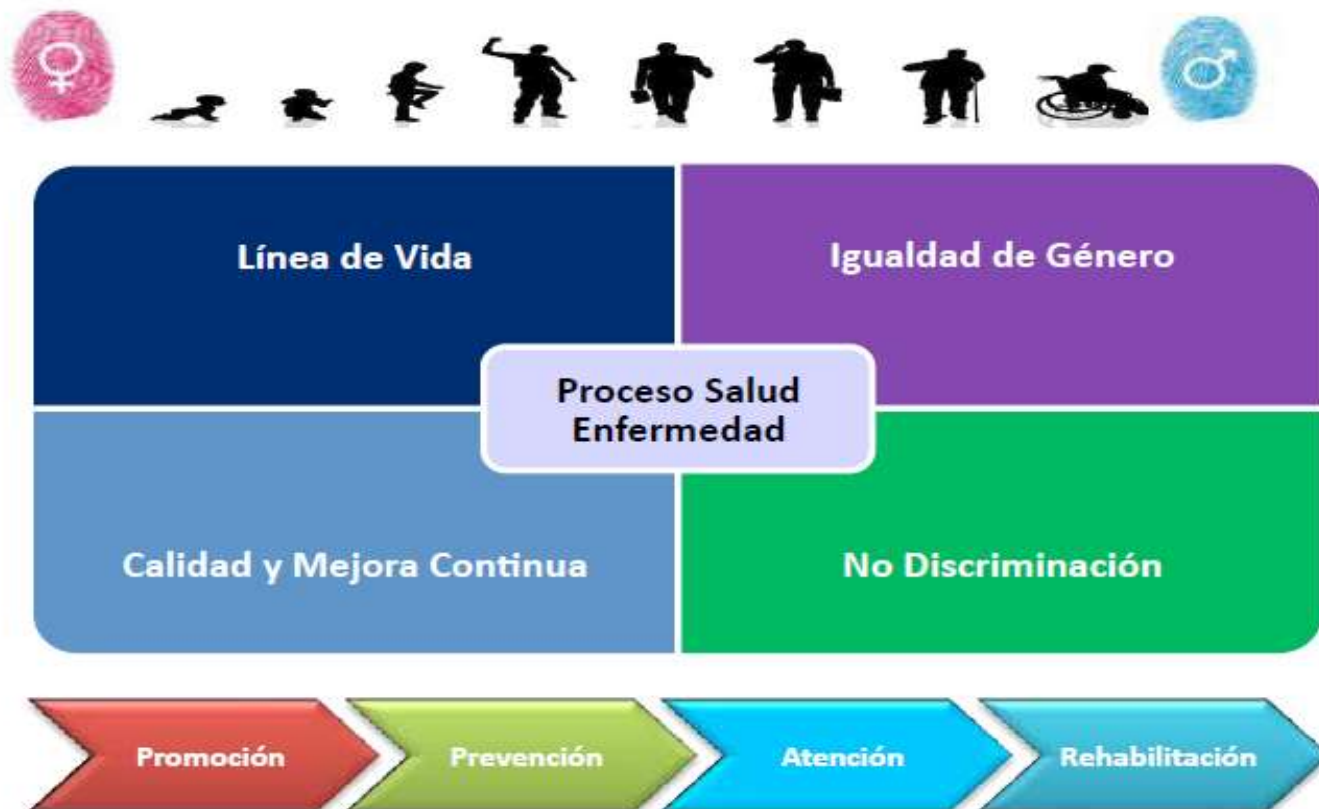 Línea de Vida
Igualdad de Género
Proceso Salud
Enfermedad
Calidad y Mejora Continua
No Discriminación
Promoción
Prevención
Atención
Rehabilitación